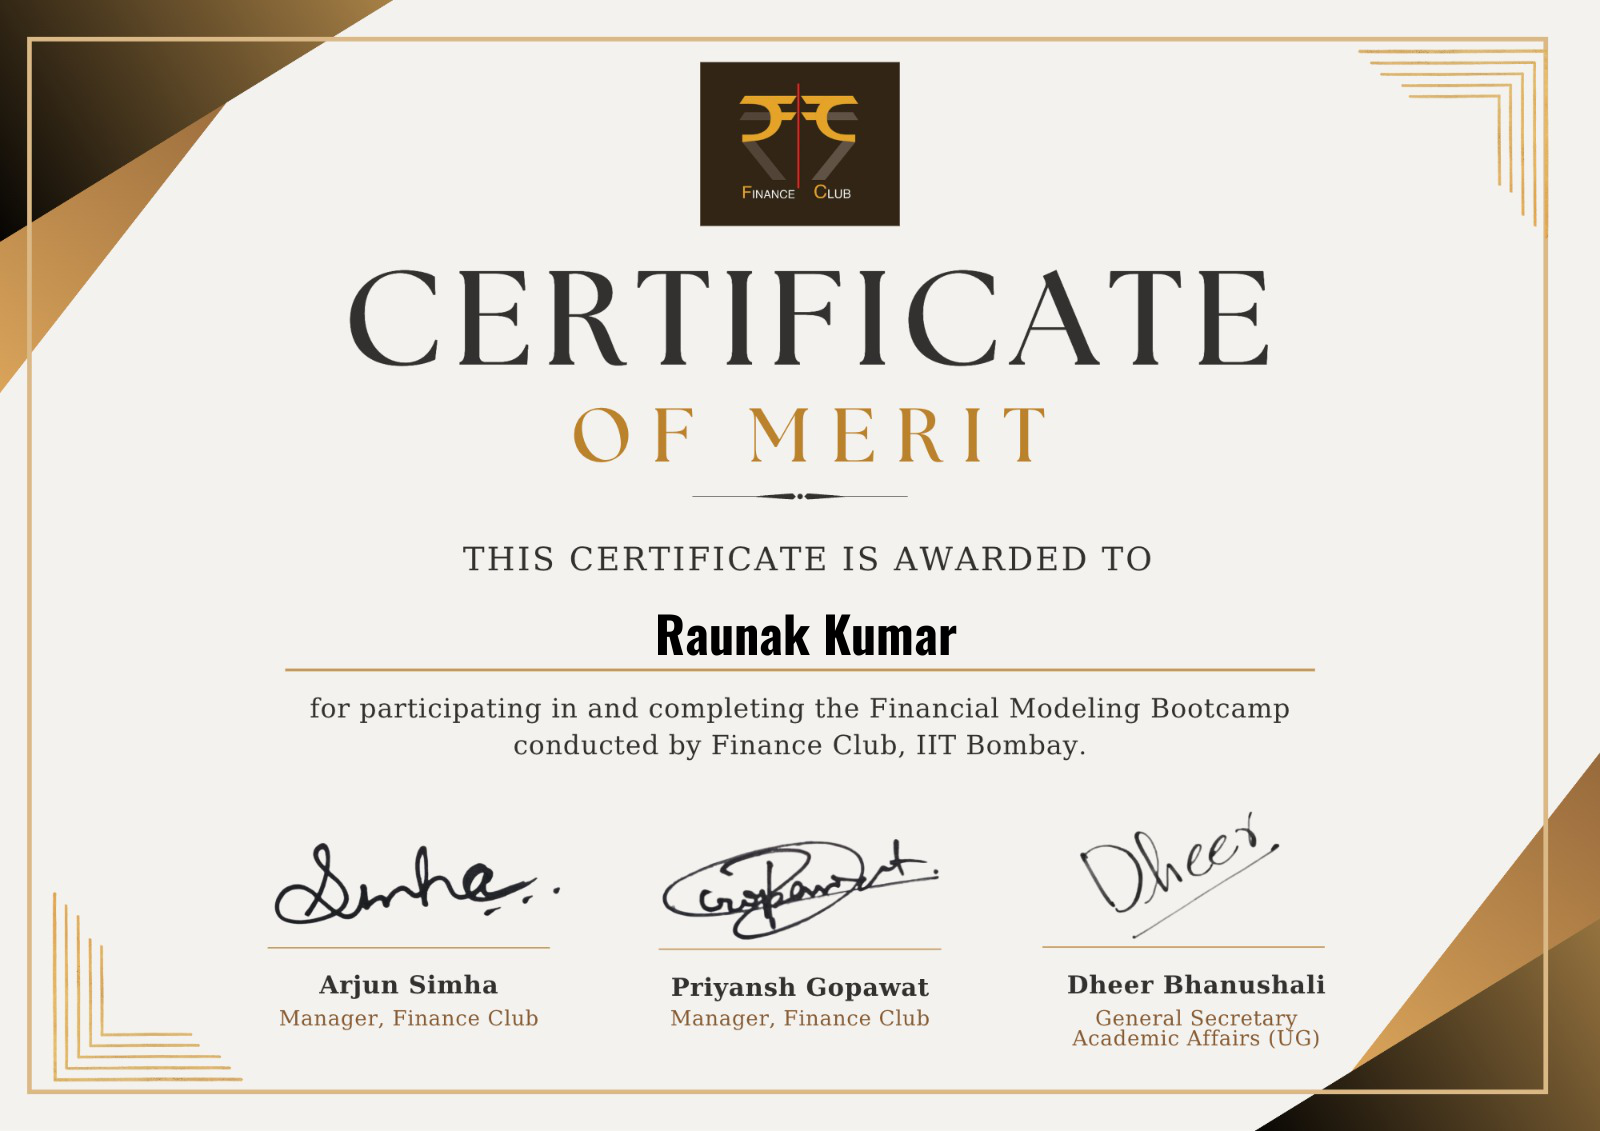 FINANCE CLUB
CERTIFICATE
OF MERIT
THIS CERTIFICATE IS AWARDED TO
Raunak Kumar
for participating in and completing the Financial Modeling Bootcamp
conducted by Finance Club, IIT Bombay.
Simha
Gopawat
Dheer
Arjun Simha
Manager, Finance Club
Priyansh Gopawat
Manager, Finance Club
Dheer Bhanushali
General Secretary
Academic Affairs (UG)